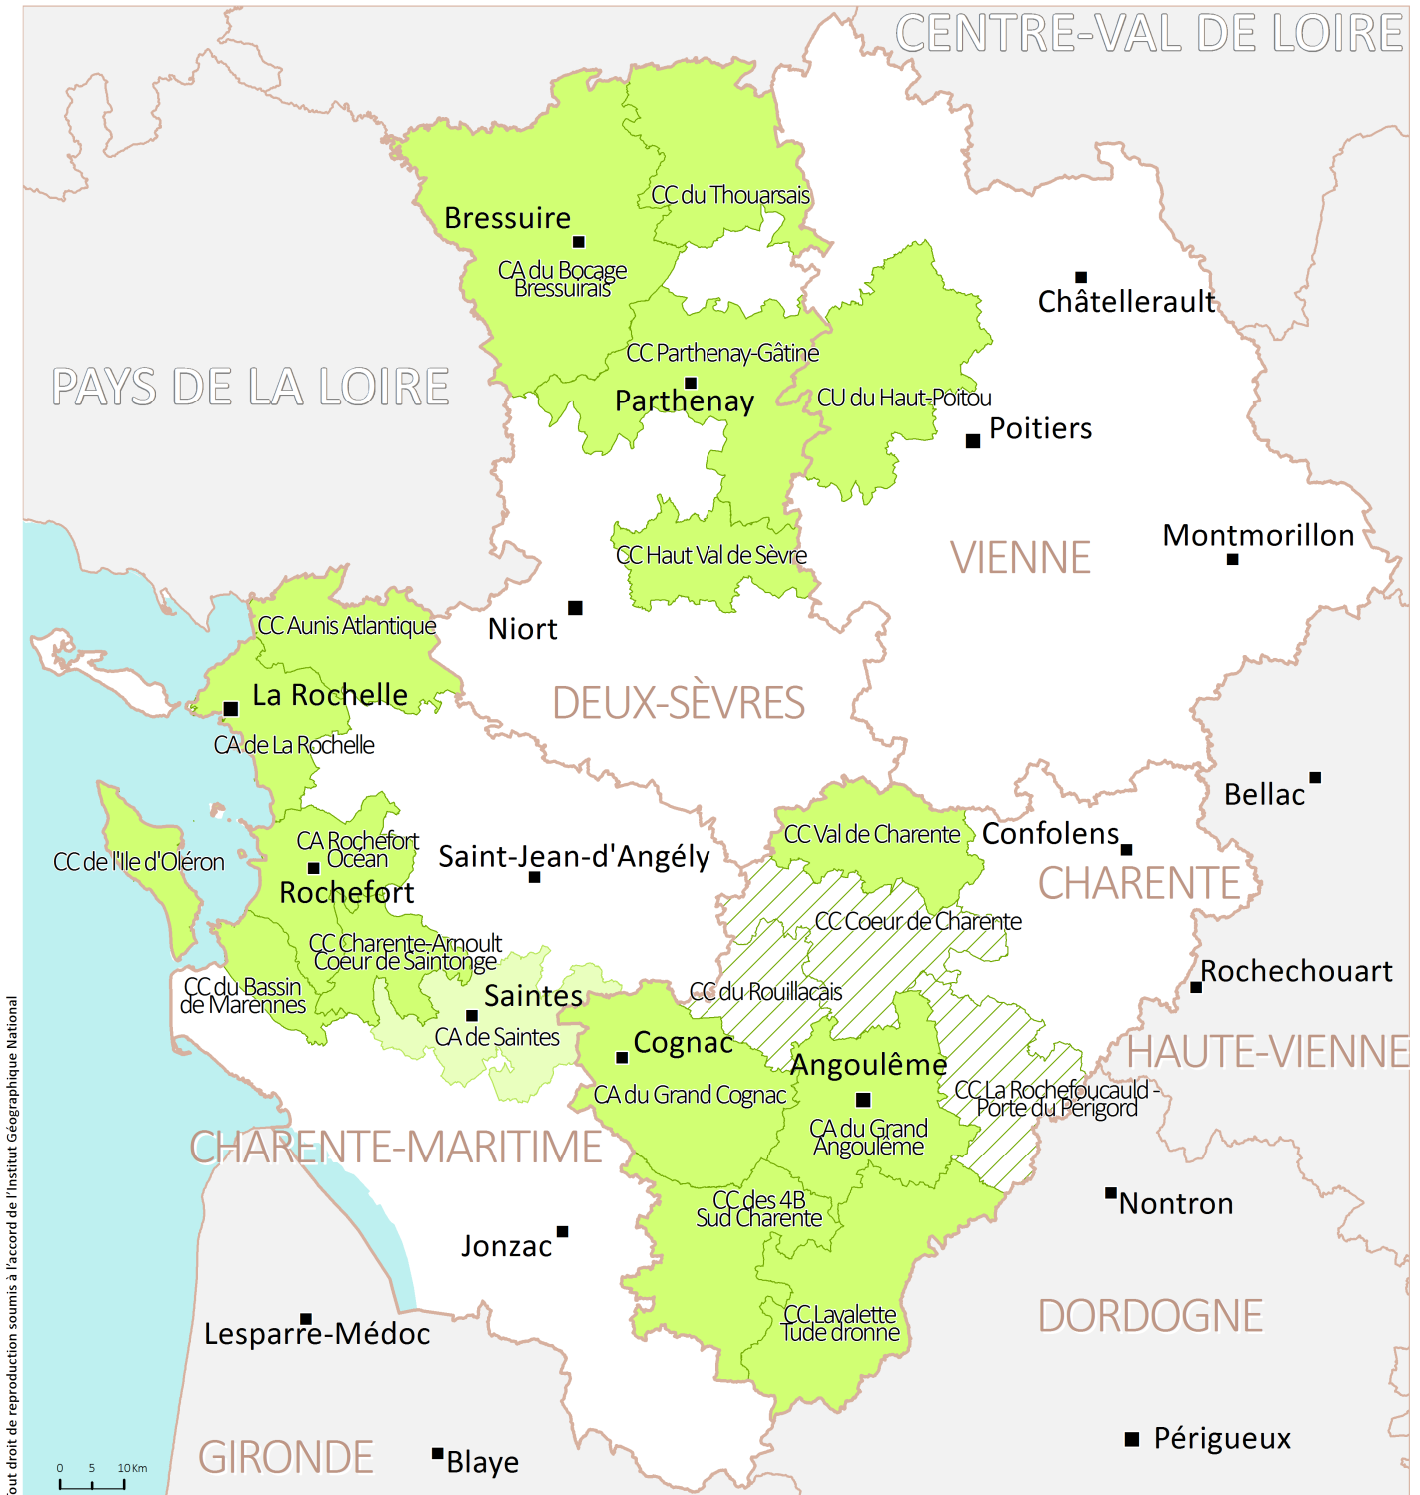 CENTRE-VAL DE LOIRE
CC du Thouarsais
Bressuire
CA du Bocage
Bressuirais
Châtellerault
CC Parthenay-Gâtine
PAYS DE LA LOIRE
Parthenay
CU du Haut-Poitou
Poitiers
Montmorillon
CC Haut Val de Sèvre
VIENNE
CC Aunis Atlantique
Niort
La Rochelle
DEUX-SÈVRES
CA de La Rochelle
Bellac
CC Val de Charente
Confolens
CA Rochefort
Océan
Saint-Jean-d'Angély
CC de l'Ile d'Oléron
CHARENTE
Rochefort
CC Coeur de Charente
CC Charente-Arnoult
Coeur de Saintonge
Rochechouart
CC du Bassin
de Marennes
Saintes
CC du Rouillacais
CA de Saintes
Cognac
HAUTE-VIENNE
Angoulême
CA du Grand Cognac
CC La Rochefoucauld -
Porte du Périgord
CA du Grand
Angoulême
CHARENTE-MARITIME
CC des 4B
Sud Charente
Nontron
Jonzac
CC Lavalette
Tude dronne
DORDOGNE
Lesparre-Médoc
Périgueux
GIRONDE
Blaye
0 5 10 Km
out droit de reproduction soumis à l'accord de l'Institut Géographique National